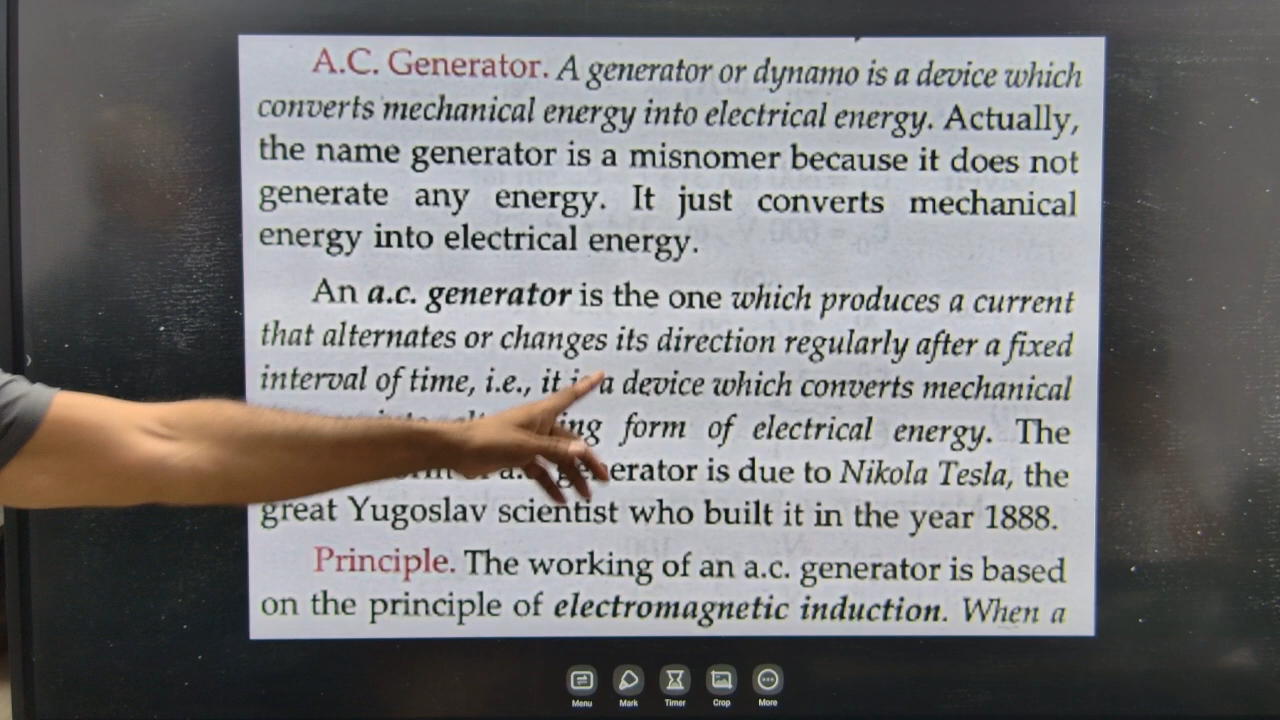 A.C. Generator. A generator or dynamo is a device which
converts mechanical energy into electrical energy. Actually,
the name generator is a misnomer because it does not
generate any energy. It just converts mechanical
energy into electrical energy.
An a.c. generator is the one which produces a current
that alternates or changes its direction regularly after a fixed
interval of time, i.e., it is a device which converts mechanical
form of electrical energy. The
generator is due to Nikola Tesla, the
great Yugoslav scientist who built it in the year 1888.
Principle. The working of an a.c. generator is based
on the principle of electromagnetic induction. When a
Menu Mark Timer Crop More